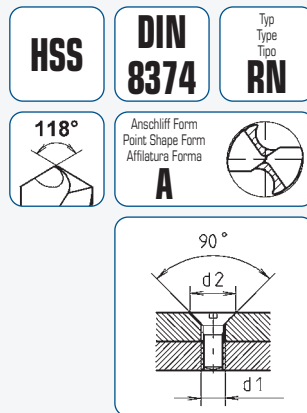 HSS
DIN
8374
Typ
Type
Tipo
RN
118°
Anschliff Form
Point Shape Form
Affilatura Forma
A
90°
d2
d1